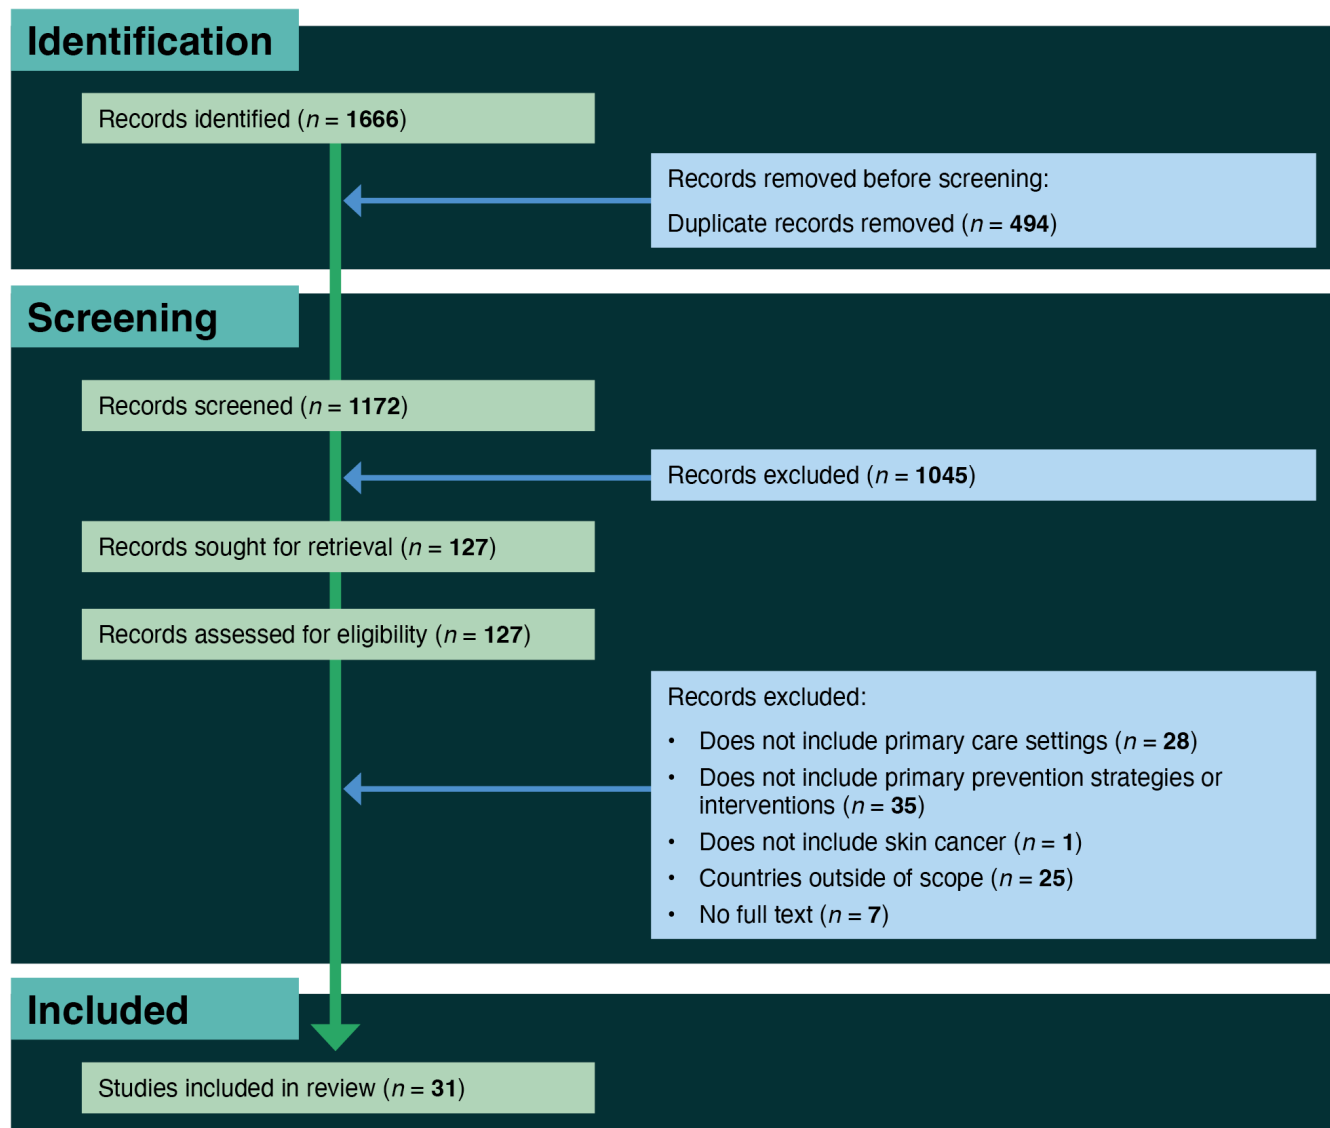 Identification
Records identified (n = 1666)
Records removed before screening:
Duplicate records removed (n = 494)
Screening
Records screened (n = 1172)
Records excluded (n = 1045)
Records sought for retrieval (n = 127)
Records assessed for eligibility (n = 127)
Records excluded:
• Does not include primary care settings (n = 28)
• Does not include primary prevention strategies or
interventions (n = 35)
• Does not include skin cancer (n = 1)
• Countries outside of scope (n = 25)
• No full text (n = 7)
Included
Studies included in review (n = 31)